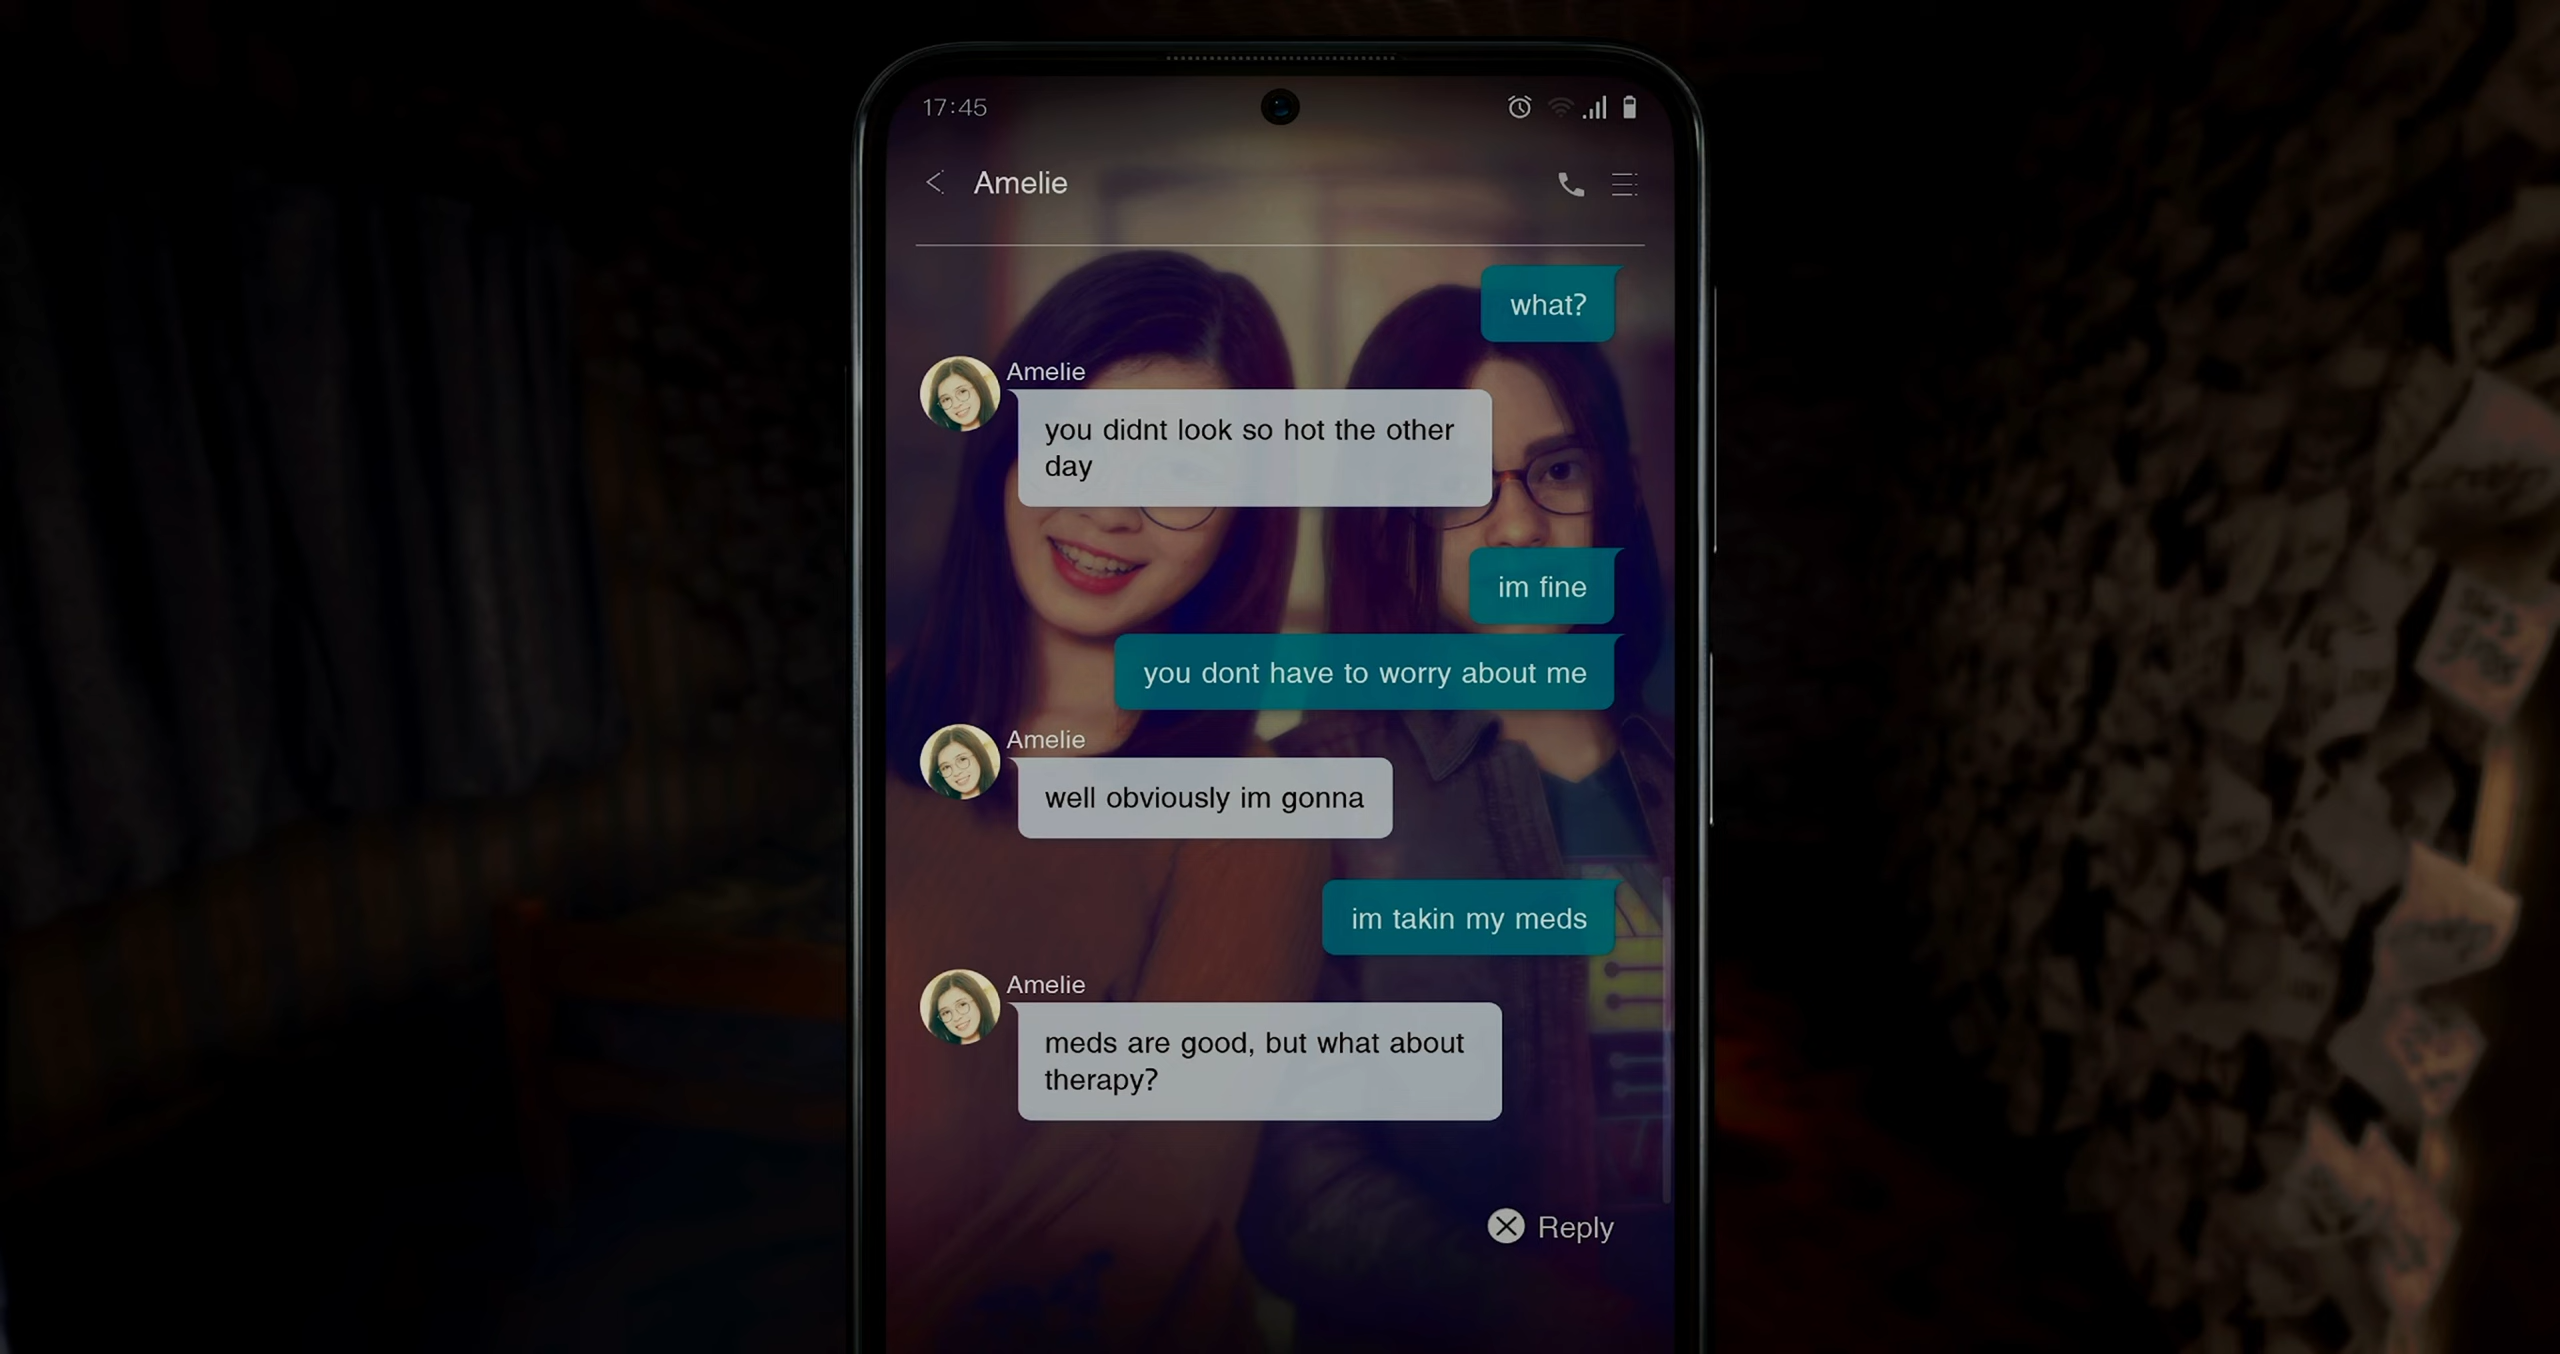 17:45
Amelie
what?
Amelie
you didnt look so hot the other
day
im fine
you dont have to worry about me
Amelie
well obviously im gonna
im takin my meds
Amelie
meds are good, but what about
therapy?
Reply